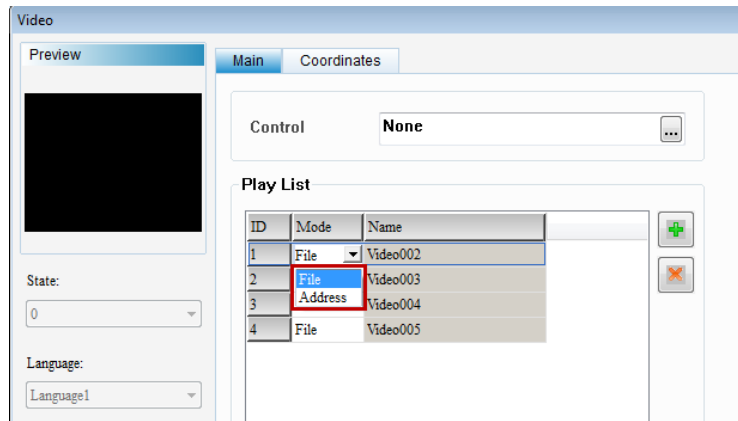 Video
Preview
Main Coordinates
Control None ...
Play List
ID Mode Name
1 File Video002
2 File Video003
3 Address Video004
4 File Video005
State:
0
Language:
Language1